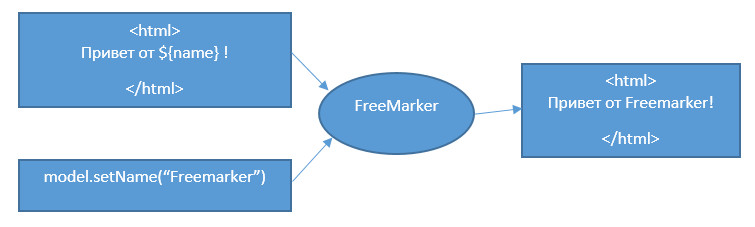 <html>
Привет от ${name} !
</html>
model.setName(“Freemarker”)
FreeMarker
<html>
Привет от Freemarker!
</html>